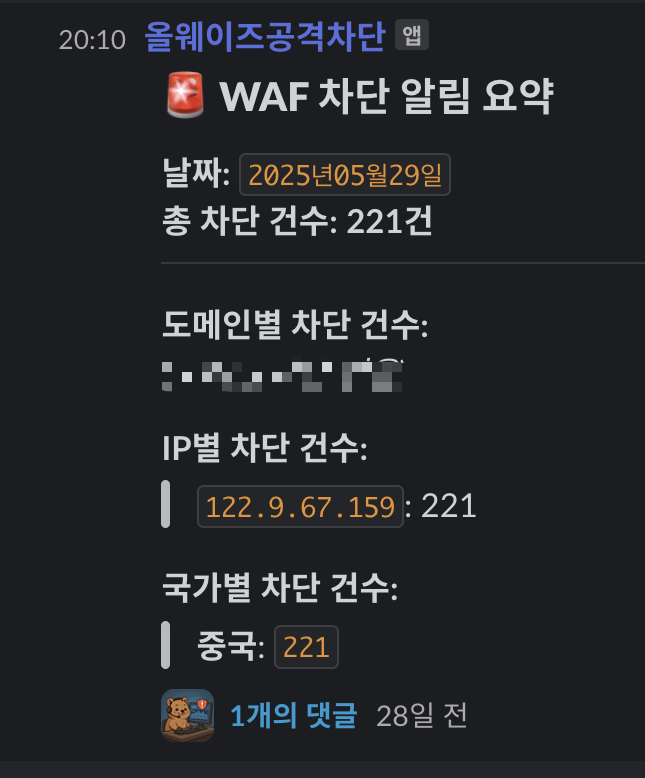 20:10 올웨이즈공격차단 앱
WAF 차단 알림 요약
날짜: 2025년05월29일
총 차단 건수: 221건
도메인별 차단 건수:
IP별 차단 건수:
122.9.67.159: 221
국가별 차단 건수:
중국: 221
1개의 댓글 28일 전